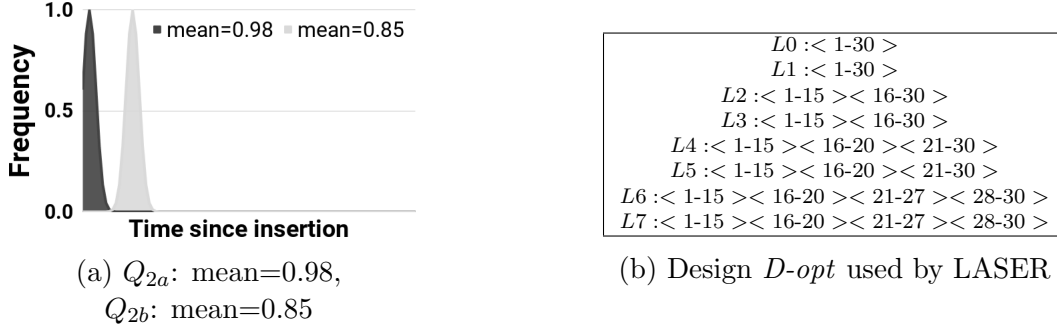 1.0
mean=0.98 mean=0.85
0.5
0.0
Frequency
Time since insertion
(a) Q2a: mean=0.98,
Q2b: mean=0.85
L0 :< 1-30 >
L1 :< 1-30 >
L2 :< 1-15 >< 16-30 >
L3 :< 1-15 >< 16-30 >
L4 :< 1-15 >< 16-20 >< 21-30 >
L5 :< 1-15 >< 16-20 >< 21-30 >
L6 :< 1-15 >< 16-20 >< 21-27 >< 28-30 >
L7 :< 1-15 >< 16-20 >< 21-27 >< 28-30 >
(b) Design D-opt used by LASER